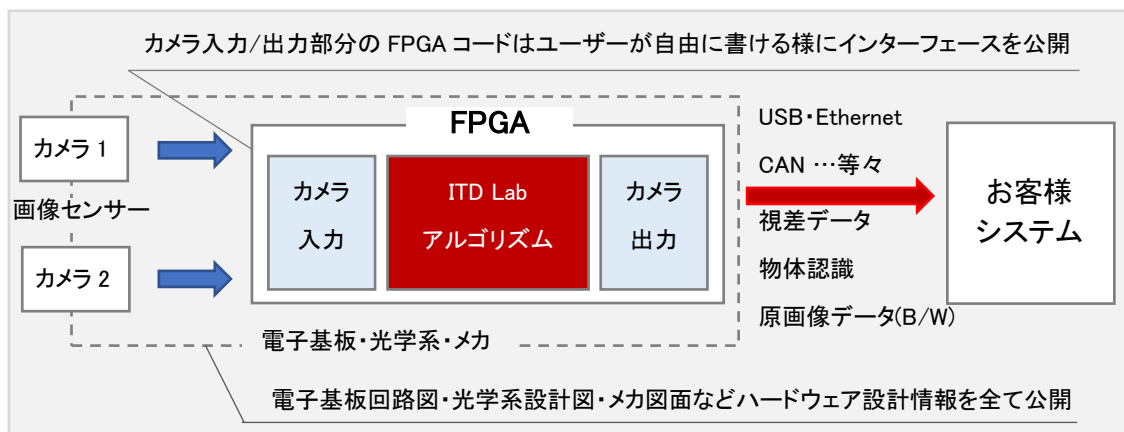 カメラ入力/出力部分の FPGA コードはユーザーが自由に書ける様にインターフェースを公開
カメラ 1
画像センサー
カメラ 2
FPGA
カメラ
入力
ITD Lab
アルゴリズム
カメラ
出力
電子基板・光学系・メカ
USB・Ethernet
CAN …等々
視差データ
物体認識
原画像データ(B/W)
お客様
システム
電子基板回路図・光学系設計図・メカ図面などハードウェア設計情報を全て公開